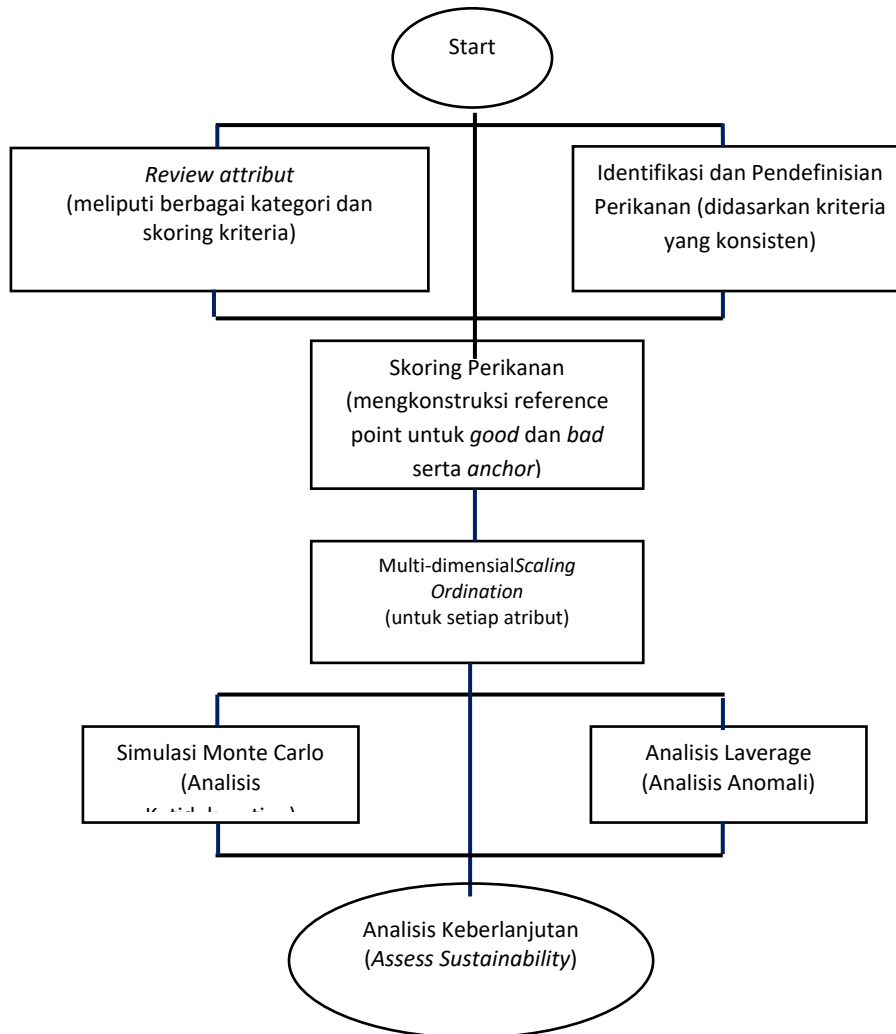 Start
Review attribut
(meliputi berbagai kategori dan
skoring kriteria)
Identifikasi dan Pendefinisian
Perikanan (didasarkan kriteria
yang konsisten)
Skoring Perikanan
(mengkonstruksi reference
point untuk good dan bad
serta anchor)
Multi-dimensialScaling
Ordination
(untuk setiap atribut)
Simulasi Monte Carlo
(Analisis
Analisis Laverage
(Analisis Anomali)
Analisis Keberlanjutan
(Assess Sustainability)